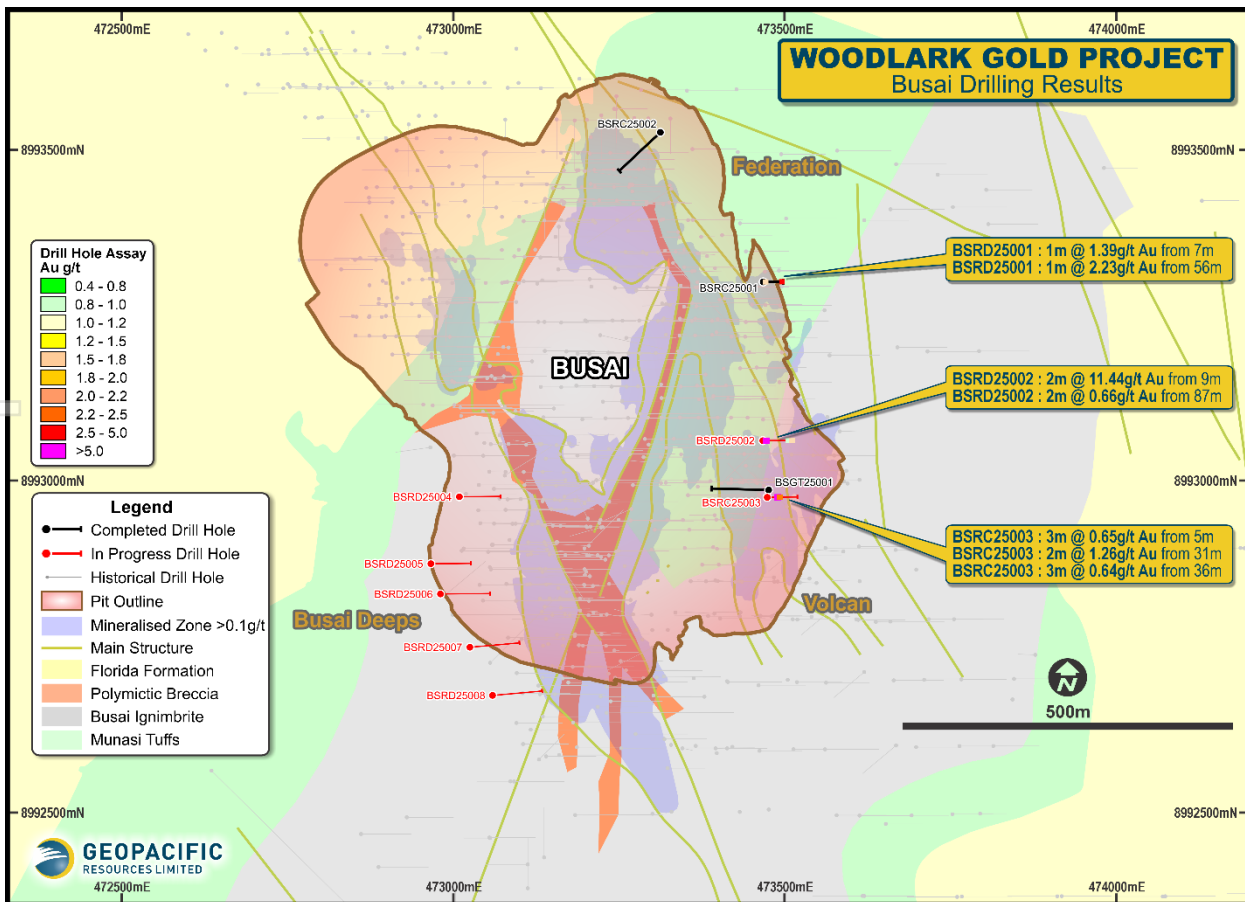 472500mE
473000mE
473500mE
474000mE
WOODLARK GOLD PROJECT
Busai Drilling Results
BSRC25002
8993500mN
8993500mN
Federation
Drill Hole Assay
Au g/t
0.4 - 0.8
0.8 - 1.0
1.0 - 1.2
1.2 - 1.5
1.5 - 1.8
1.8 - 2.0
2.0 - 2.2
2.2 - 2.5
2.5 - 5.0
>5.0
BSRD25001 : 1m @ 1.39g/t Au from 7m
BSRD25001 : 1m @ 2.23g/t Au from 56m
BSRC25001
BUSAI
BSRD25002 : 2m @ 11.44g/t Au from 9m
BSRD25002 : 2m @ 0.66g/t Au from 87m
BSRD25002
8993000mN
8993000mN
BSGT25001
BSRD25004
BSRC25003
Legend
Completed Drill Hole
In Progress Drill Hole
Historical Drill Hole
Pit Outline
Mineralised Zone >0.1g/t
Main Structure
Florida Formation
Polymictic Breccia
Busai Ignimbrite
Munasi Tuffs
BSRC25003 : 3m @ 0.65g/t Au from 5m
BSRC25003 : 2m @ 1.26g/t Au from 31m
BSRC25003 : 3m @ 0.64g/t Au from 36m
BSRD25005
BSRD25006
Busai Deeps
Volcan
BSRD25007
BSRD25008
N
500m
8992500mN
8992500mN
GEOPACIFIC
RESOURCES LIMITED
472500mE
473000mE
473500mE
474000mE